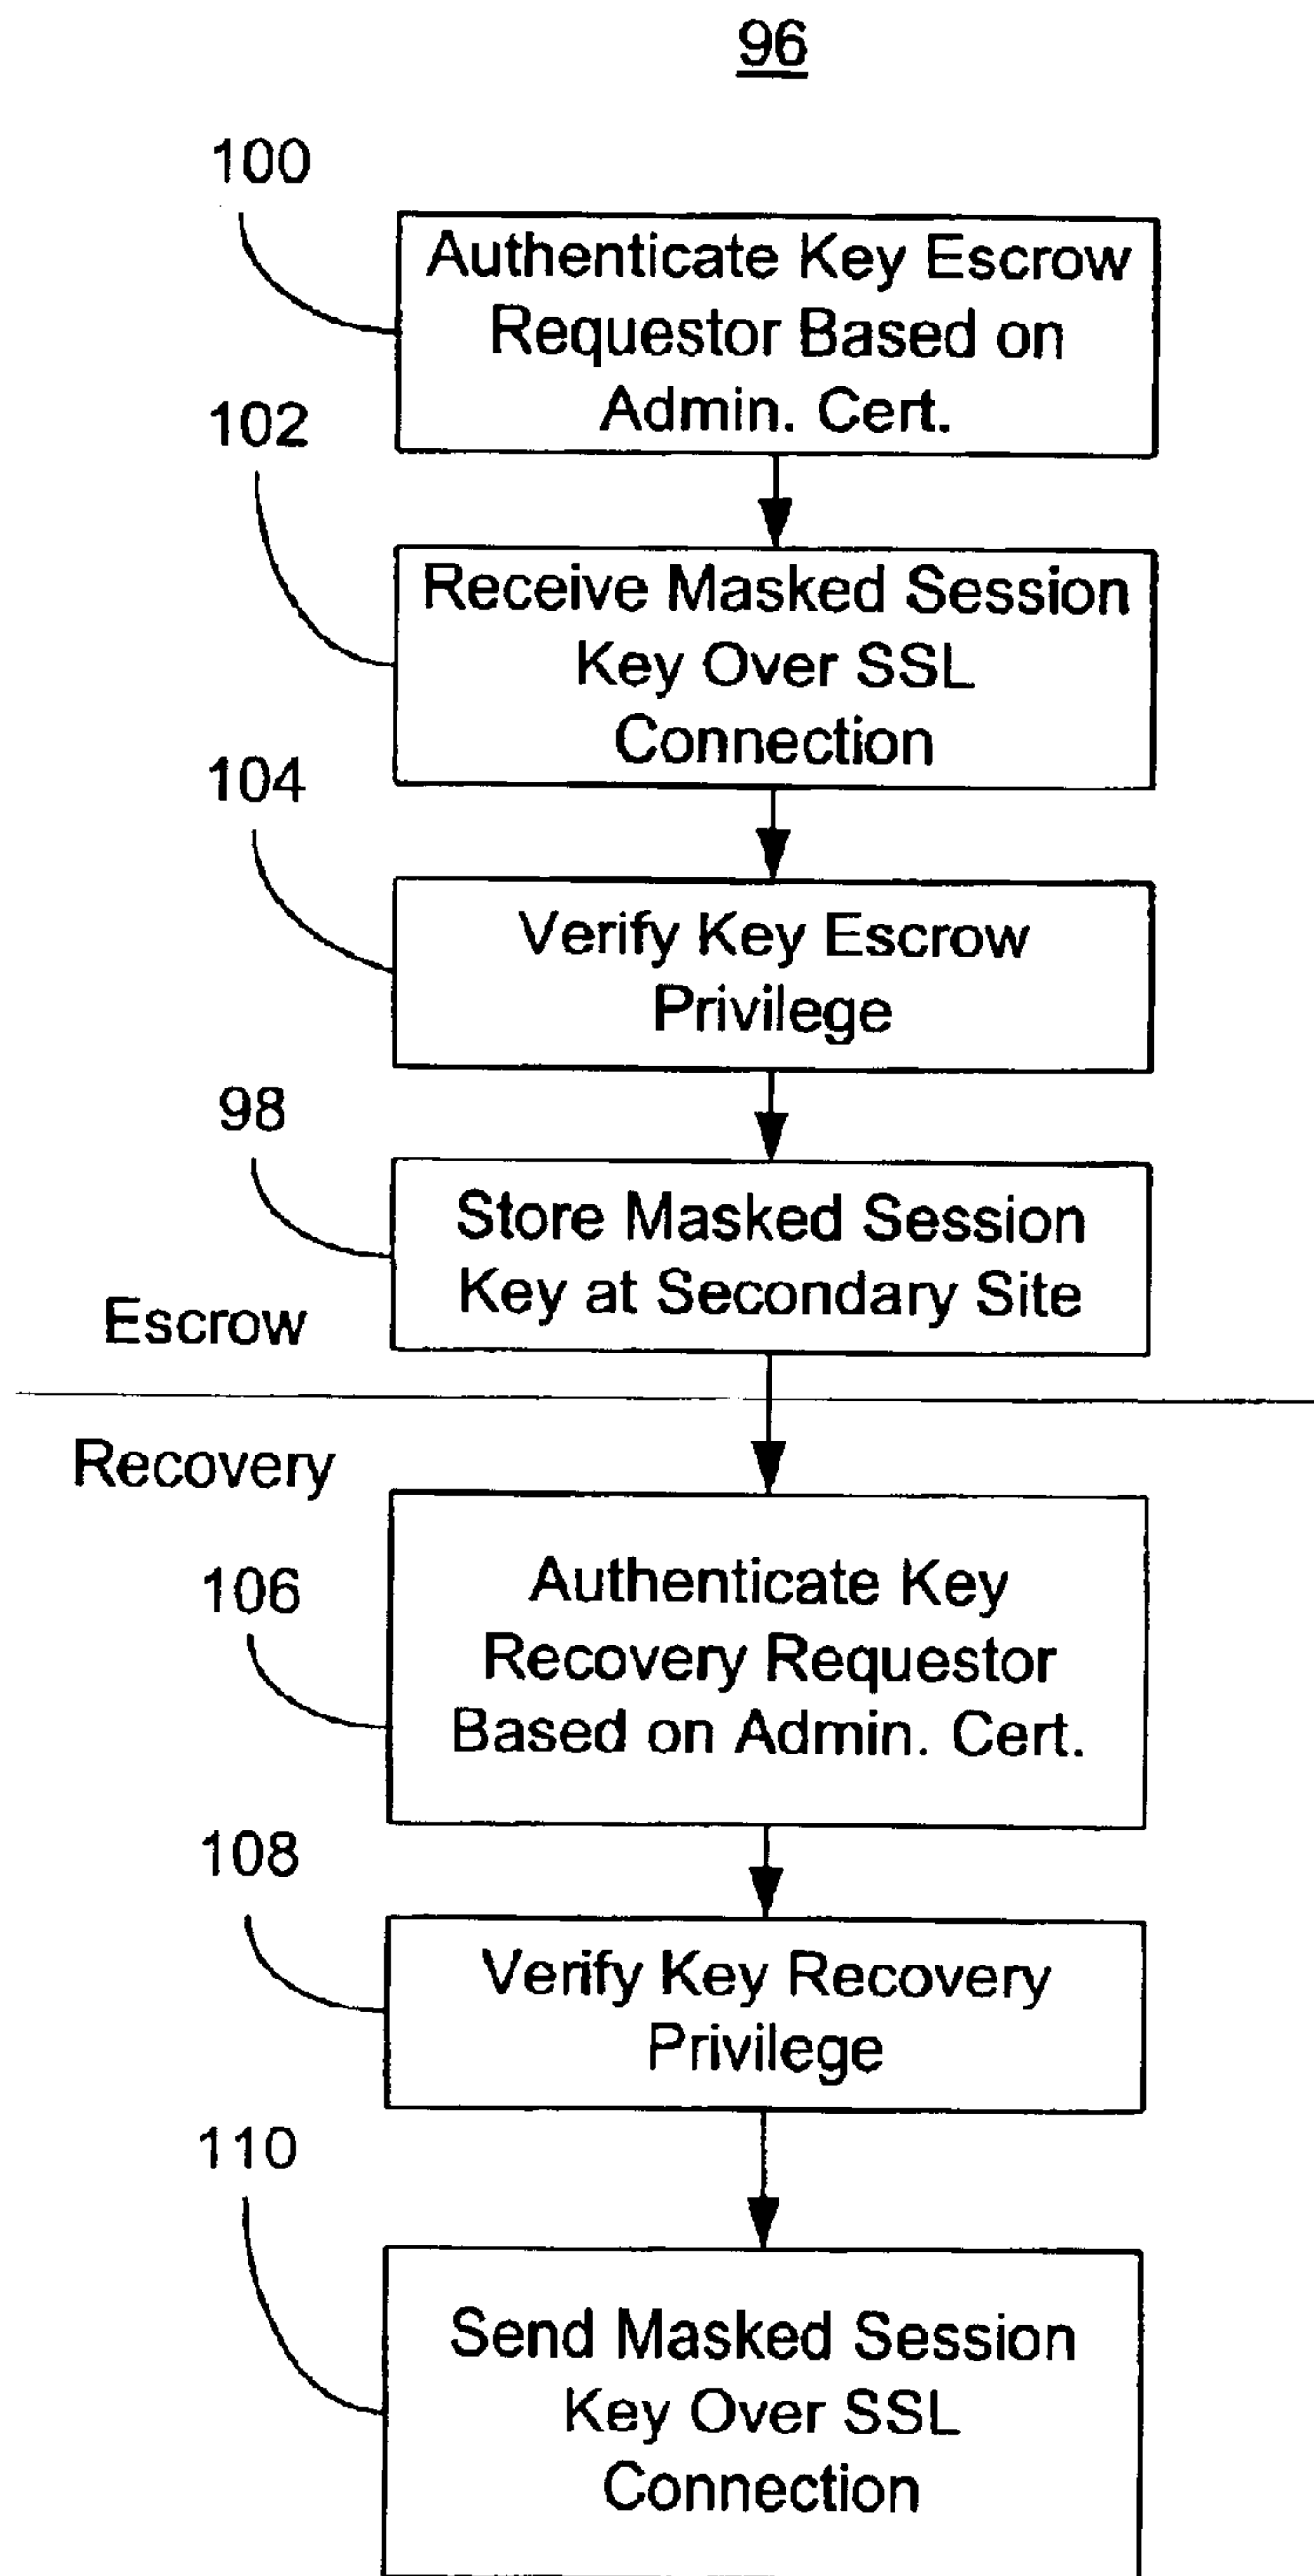 96
100
Authenticate Key Escrow
Requestor Based on
Admin. Cert.
102
Receive Masked Session
Key Over SSL
Connection
104
Verify Key Escrow
Privilege
98
Store Masked Session
Key at Secondary Site
Escrow
Recovery
106
Authenticate Key
Recovery Requestor
Based on Admin. Cert.
108
Verify Key Recovery
Privilege
110
Send Masked Session
Key Over SSL
Connection